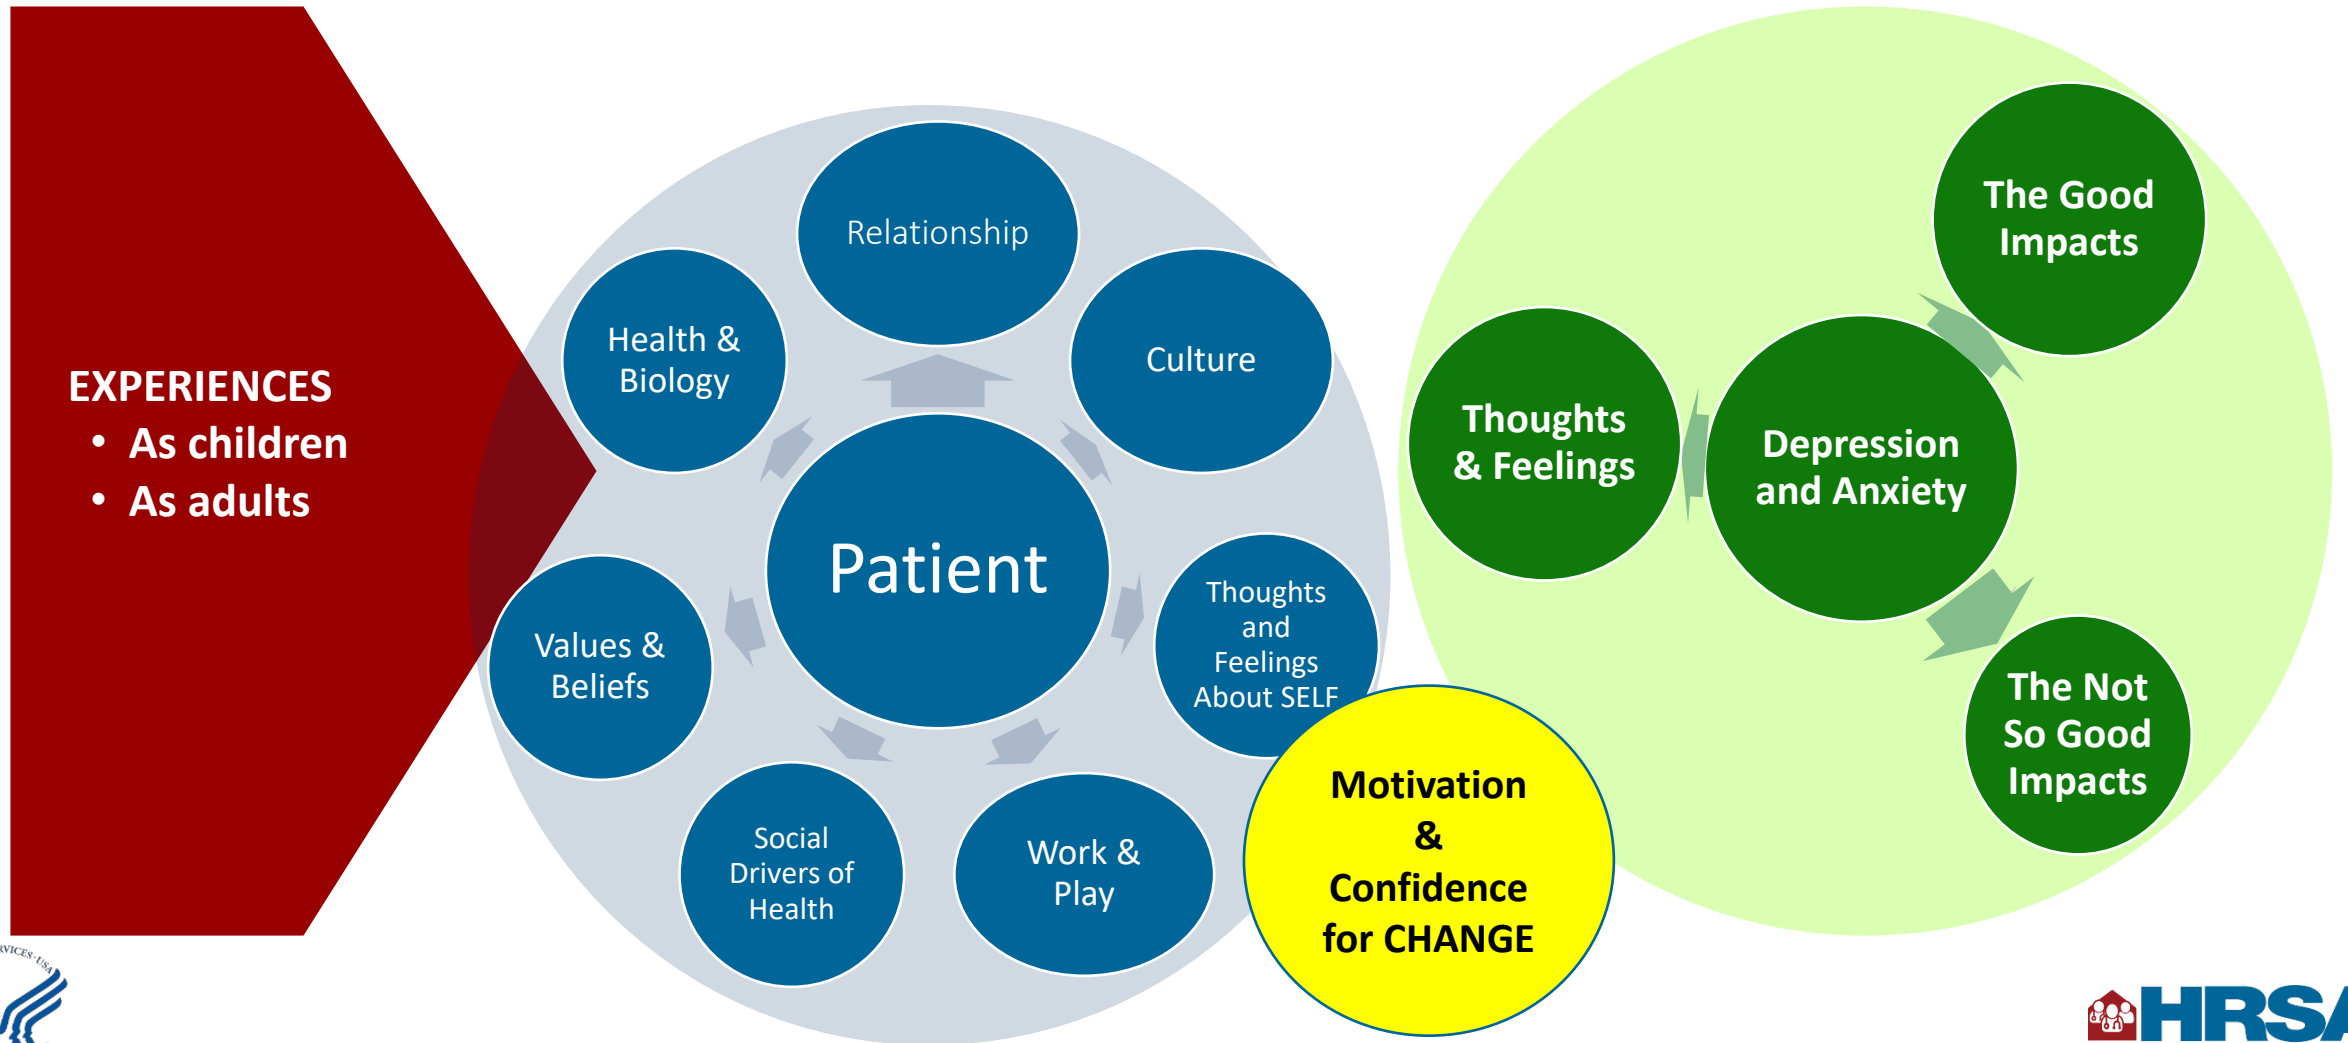 EXPERIENCES
• As children
• As adults
Relationship
Health &
Biology
Culture
Patient
Values &
Beliefs
Thoughts
and
Feelings
About SELF
Social
Drivers of
Health
Work &
Play
Motivation
&
Confidence
for CHANGE
The Good
Impacts
Thoughts
& Feelings
Depression
and Anxiety
The Not
So Good
Impacts
USA
HRSA